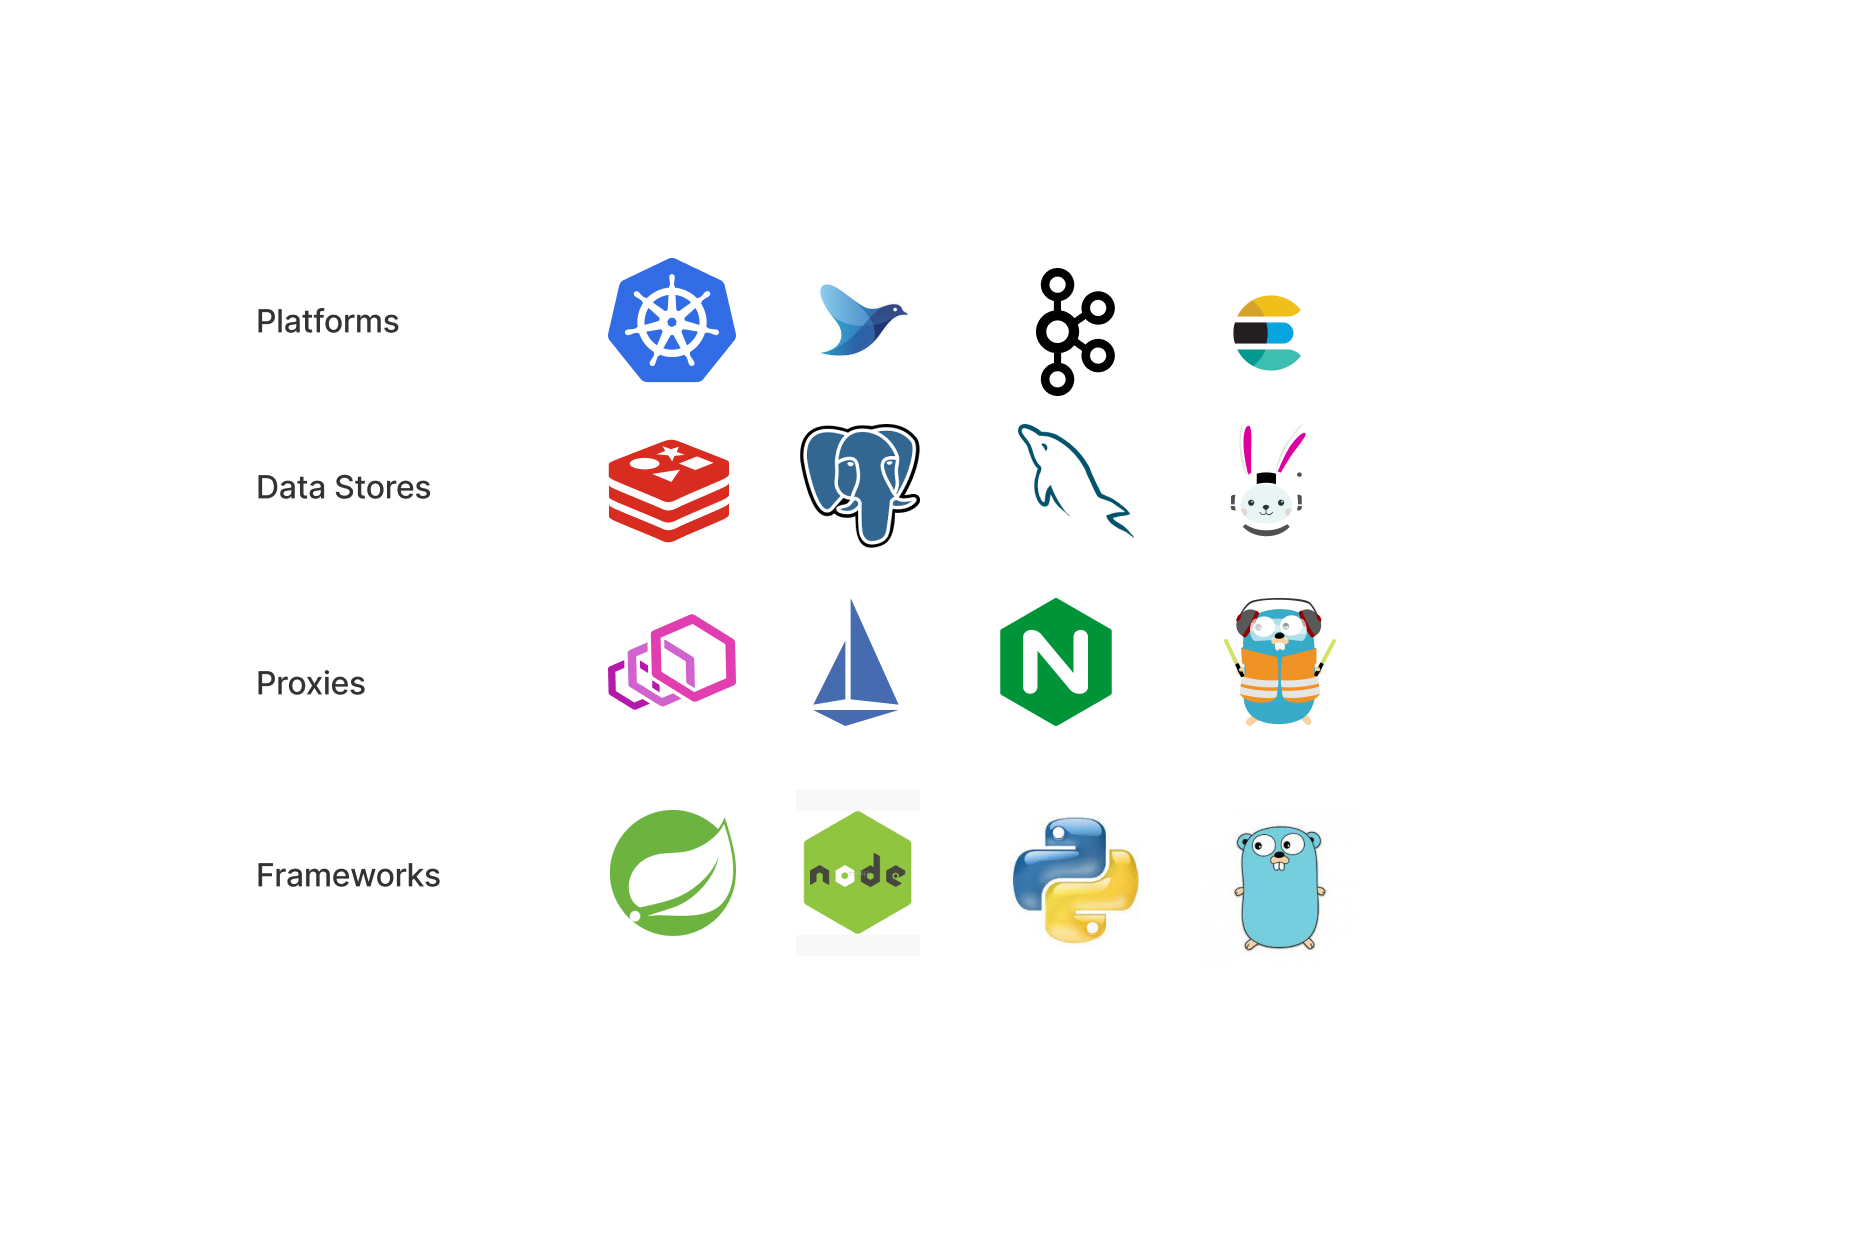 Platforms
Data Stores
Proxies
N
Frameworks
node